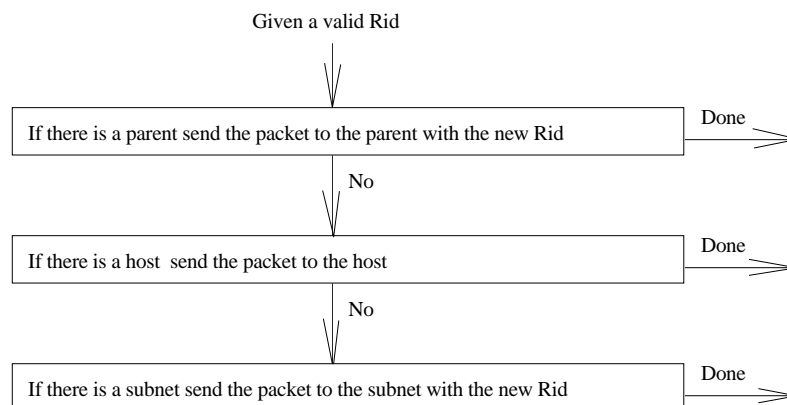 Given a valid Rid
Done
If there is a parent send the packet to the parent with the new Rid
No
Done
If there is a host send the packet to the host
No
Done
If there is a subnet send the packet to the subnet with the new Rid